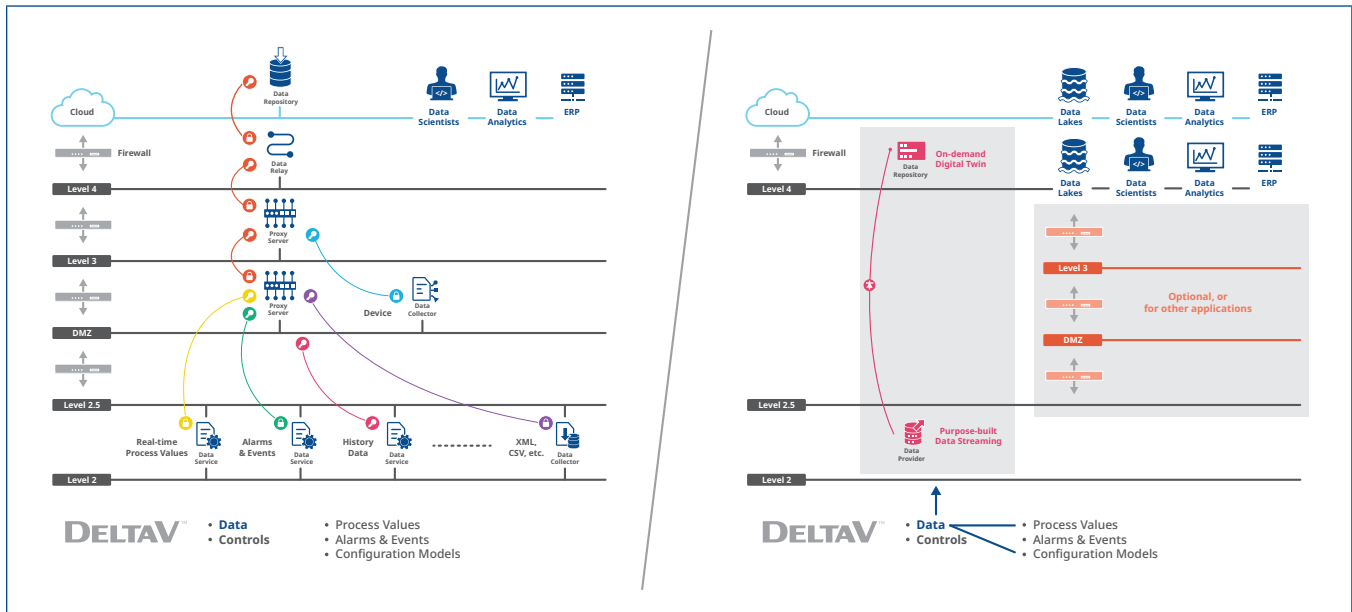 Data
Repository
Cloud
Data
Scientists
Data
Analytics
ERP
Firewall
Data
Relay
Level 4
Proxy
Server
Level 3
Proxy
Server
Device
Data
Collector
DMZ
Level 2.5
Real-time
Process Values
Data
Service
Alarms
& Events
Data
Service
History
Data
Data
Service
XML,
CSV, etc.
Data
Collector
Level 2
DELTAV™
• Data
• Controls
• Process Values
• Alarms & Events
• Configuration Models
Cloud
Data
Lakes
Data
Scientists
Data
Analytics
ERP
Firewall
Data
Repository
On-demand
Digital Twin
Data
Lakes
Data
Scientists
Data
Analytics
ERP
Level 4
Level 3
Optional, or
for other applications
DMZ
Level 2.5
Data
Provider
Purpose-built
Data Streaming
Level 2
DELTAV™
• Data
• Controls
• Process Values
• Alarms & Events
• Configuration Models